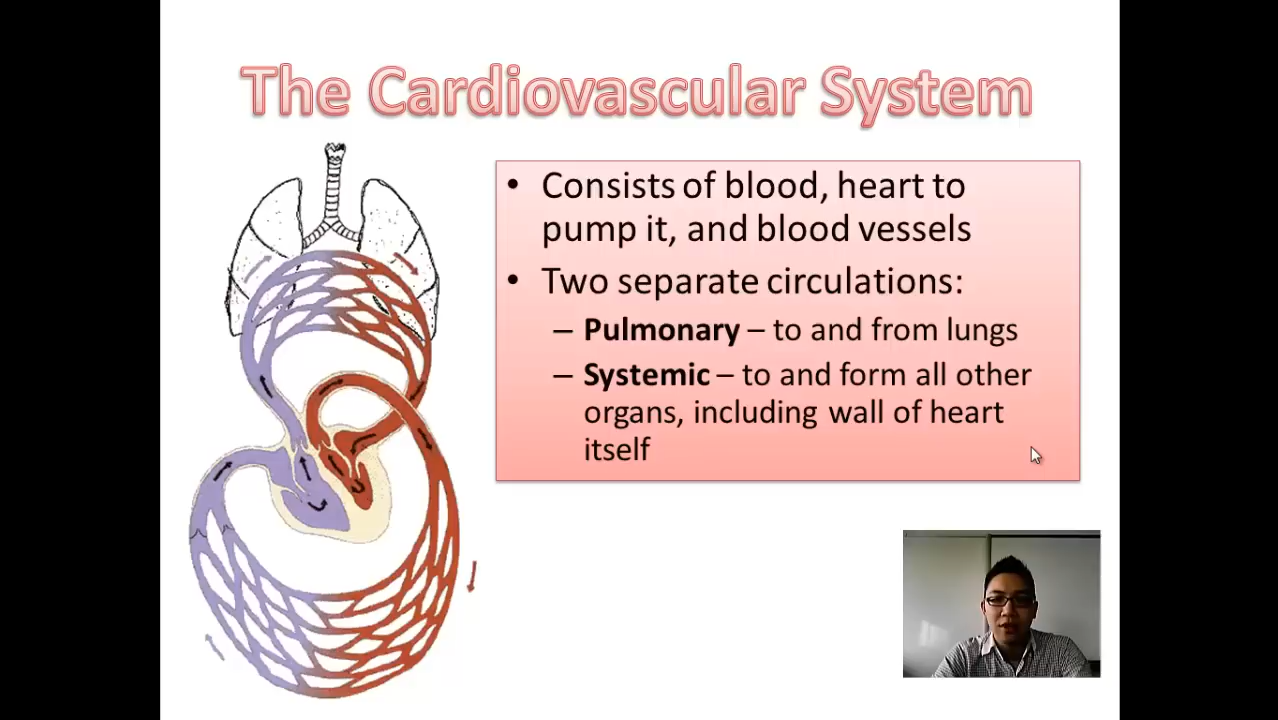 The Cardiovascular System
• Consists of blood, heart to
pump it, and blood vessels
• Two separate circulations:
– Pulmonary – to and from lungs
– Systemic – to and form all other
organs, including wall of heart
itself